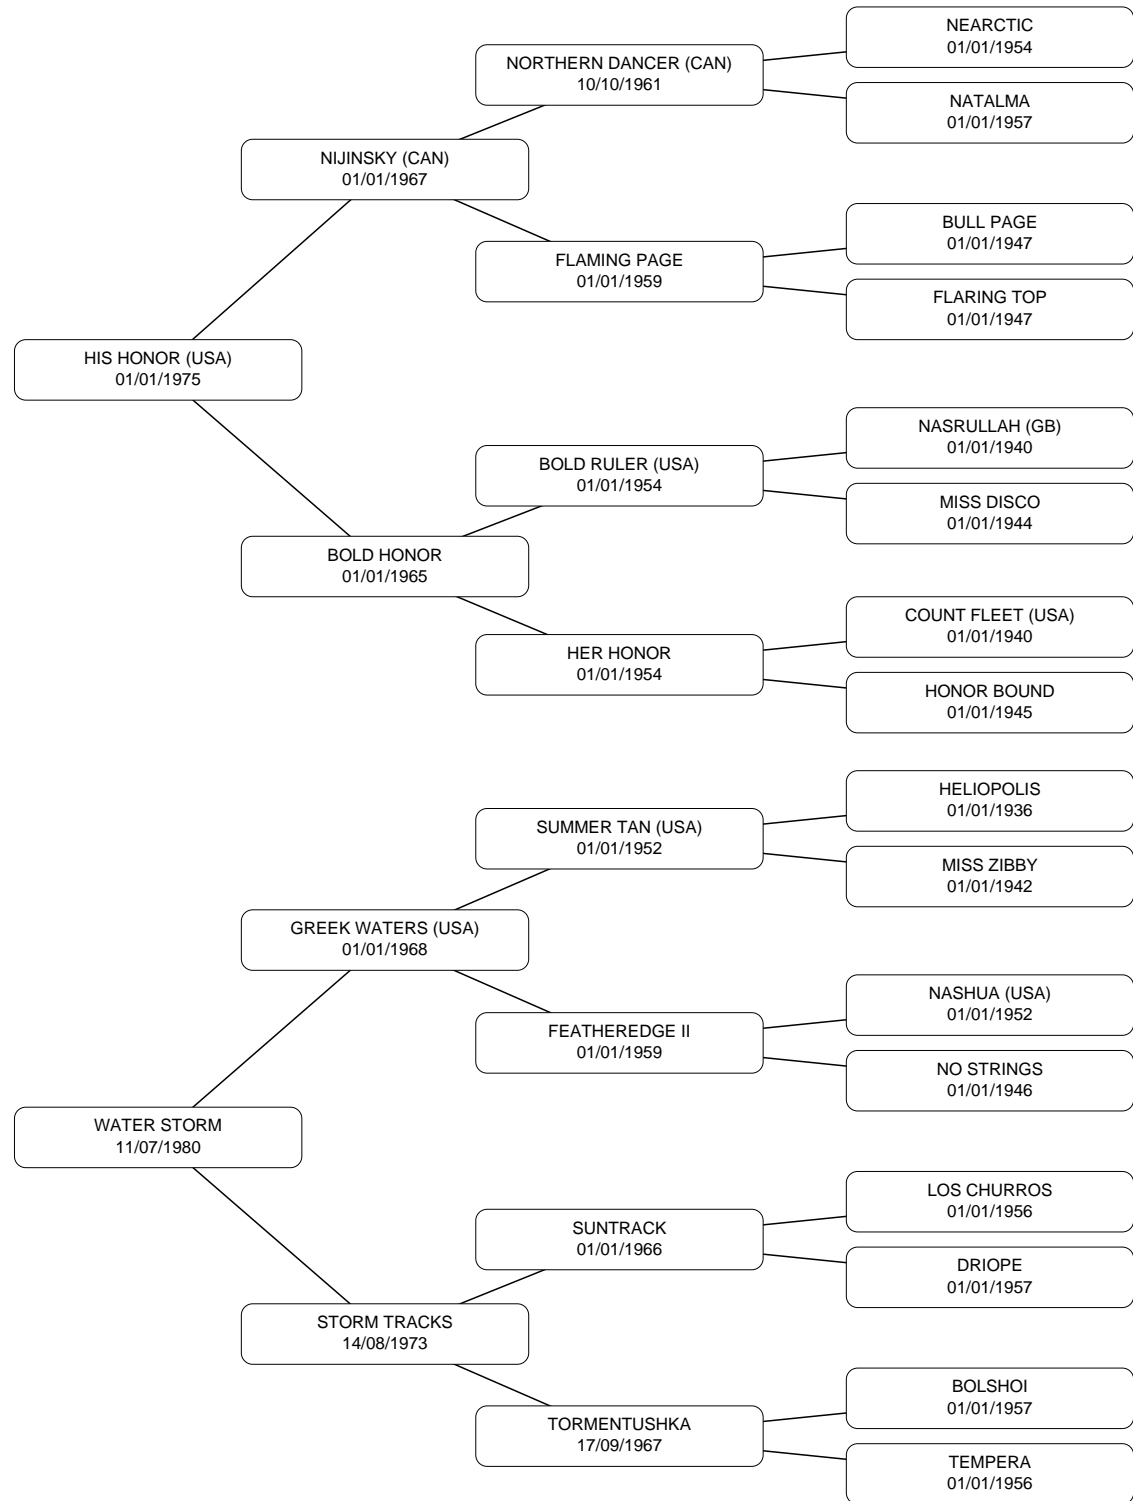 NEARCTIC
01/01/1954
NORTHERN DANCER (CAN)
10/10/1961
NATALMA
01/01/1957
NIJINSKY (CAN)
01/01/1967
BULL PAGE
01/01/1947
FLAMING PAGE
01/01/1959
FLARING TOP
01/01/1947
HIS HONOR (USA)
01/01/1975
NASRULLAH (GB)
01/01/1940
BOLD RULER (USA)
01/01/1954
MISS DISCO
01/01/1944
BOLD HONOR
01/01/1965
COUNT FLEET (USA)
01/01/1940
HER HONOR
01/01/1954
HONOR BOUND
01/01/1945
HELIOPOLIS
01/01/1936
SUMMER TAN (USA)
01/01/1952
MISS ZIBBY
01/01/1942
GREEK WATERS (USA)
01/01/1968
NASHUA (USA)
01/01/1952
FEATHEREDGE II
01/01/1959
NO STRINGS
01/01/1946
WATER STORM
11/07/1980
LOS CHURROS
01/01/1956
SUNTRACK
01/01/1966
DRIOPE
01/01/1957
STORM TRACKS
14/08/1973
BOLSHOI
01/01/1957
TORMENTUSHKA
17/09/1967
TEMPERA
01/01/1956